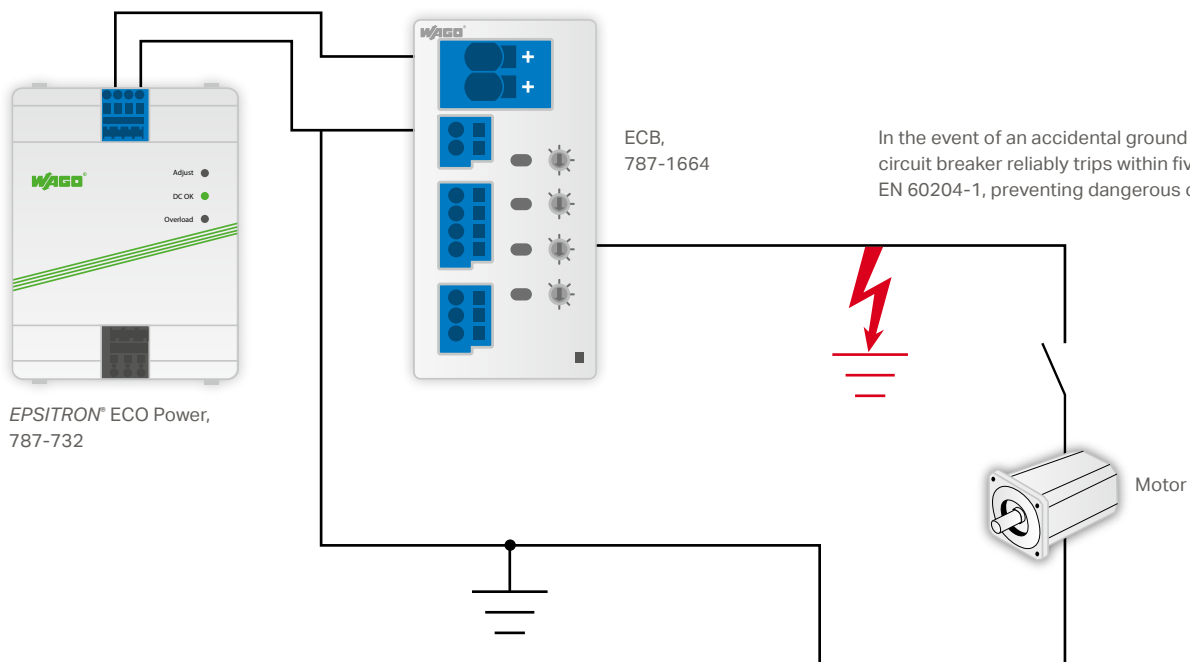 WAGO®
+
+
WAGO®
Adjust
DC OK
Overload
ECB,
787-1664
In the event of an accidental ground
circuit breaker reliably trips within
EN 60204-1, preventing dangerous
EPSITRON® ECO Power,
787-732
Motor